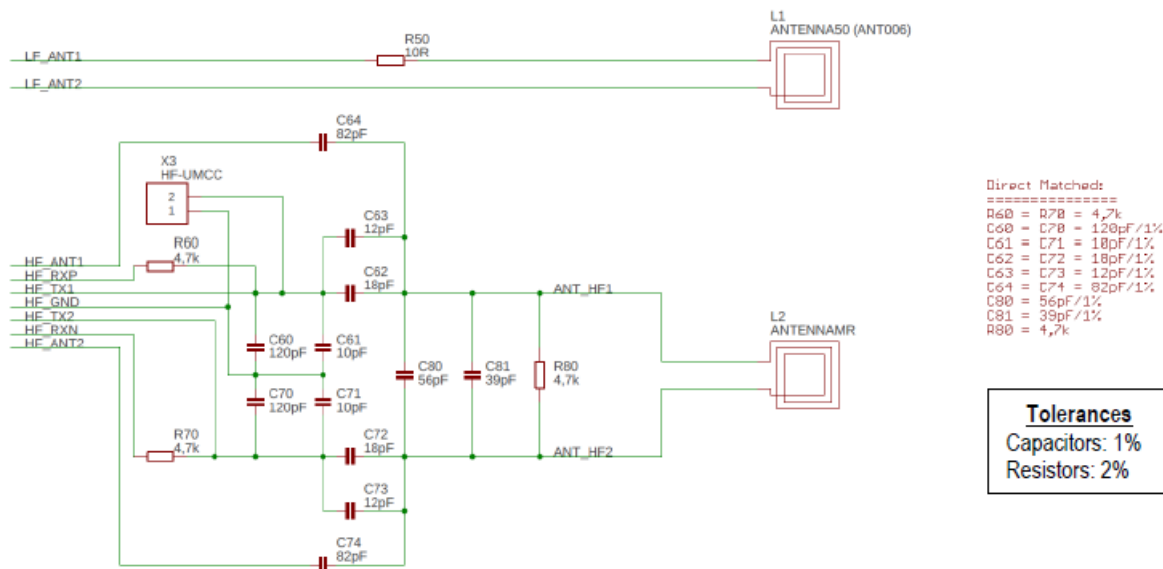 L1
ANTENNA50 (ANT006)
R50
10R
LF_ANT1
LF_ANT2
C64
82pF
X3
HF-UMCC
2
1
C63
12pF
R60
4,7k
C62
18pF
HF_ANT1
HF_RXP
HF_TX1
HF_GND
HF_TX2
HF_RXN
HF_ANT2
ANT_HF1
L2
ANTENNAMR
C60
120pF
C61
10pF
C80
56pF
C81
39pF
R80
4,7k
C70
120pF
C71
10pF
R70
4,7k
C72
18pF
ANT_HF2
C73
12pF
C74
82pF
Direct Matched:
===============
R60 = R70 = 4,7k
C60 = C70 = 120pF/1%
C61 = C71 = 10pF/1%
C62 = C72 = 18pF/1%
C63 = C73 = 12pF/1%
C64 = C74 = 82pF/1%
C80 = 56pF/1%
C81 = 39pF/1%
R80 = 4,7k
Tolerances
Capacitors: 1%
Resistors: 2%